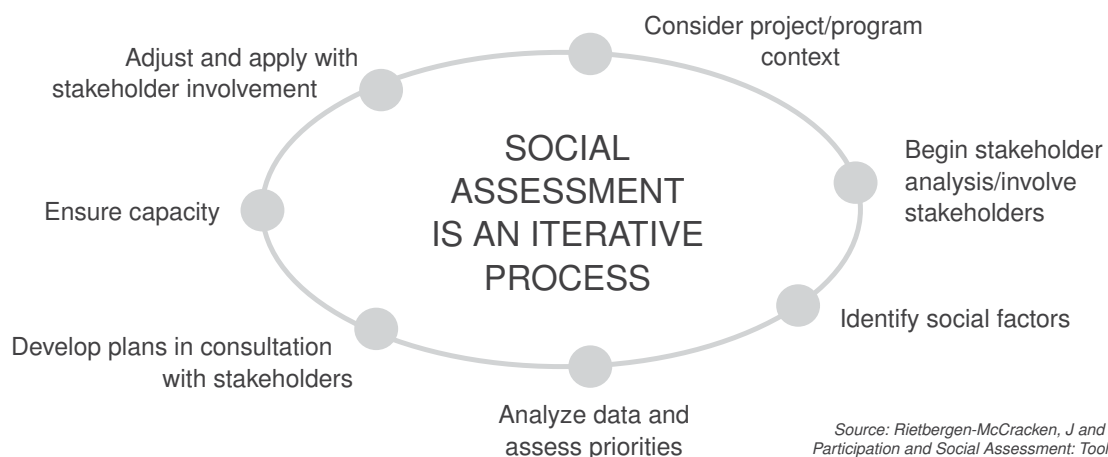 Consider project/program
context
Adjust and apply with
stakeholder involvement
SOCIAL
ASSESSMENT
IS AN ITERATIVE
PROCESS
Begin stakeholder
analysis/involve
stakeholders
Ensure capacity
Identify social factors
Develop plans in consultation
with stakeholders
Analyze data and
assess priorities
Source: Rietbergen-McCracken, J and
Participation and Social Assessment: Tool